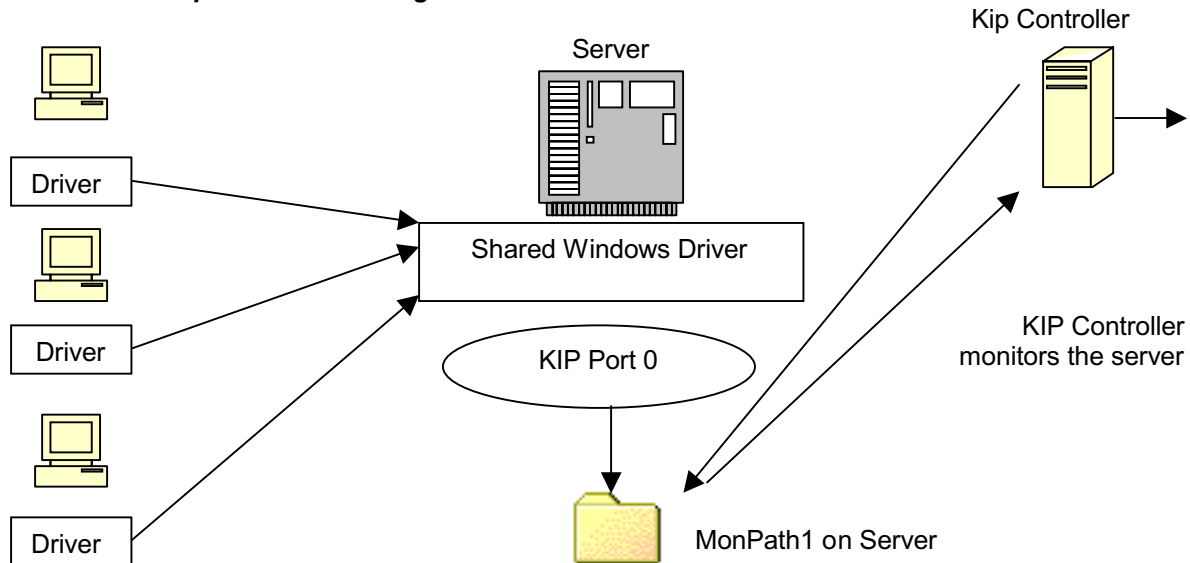 Kip Controller
Server
Driver
Shared Windows Driver
Driver
KIP Port 0
KIP Controller
monitors the server
Driver
MonPath1 on Server